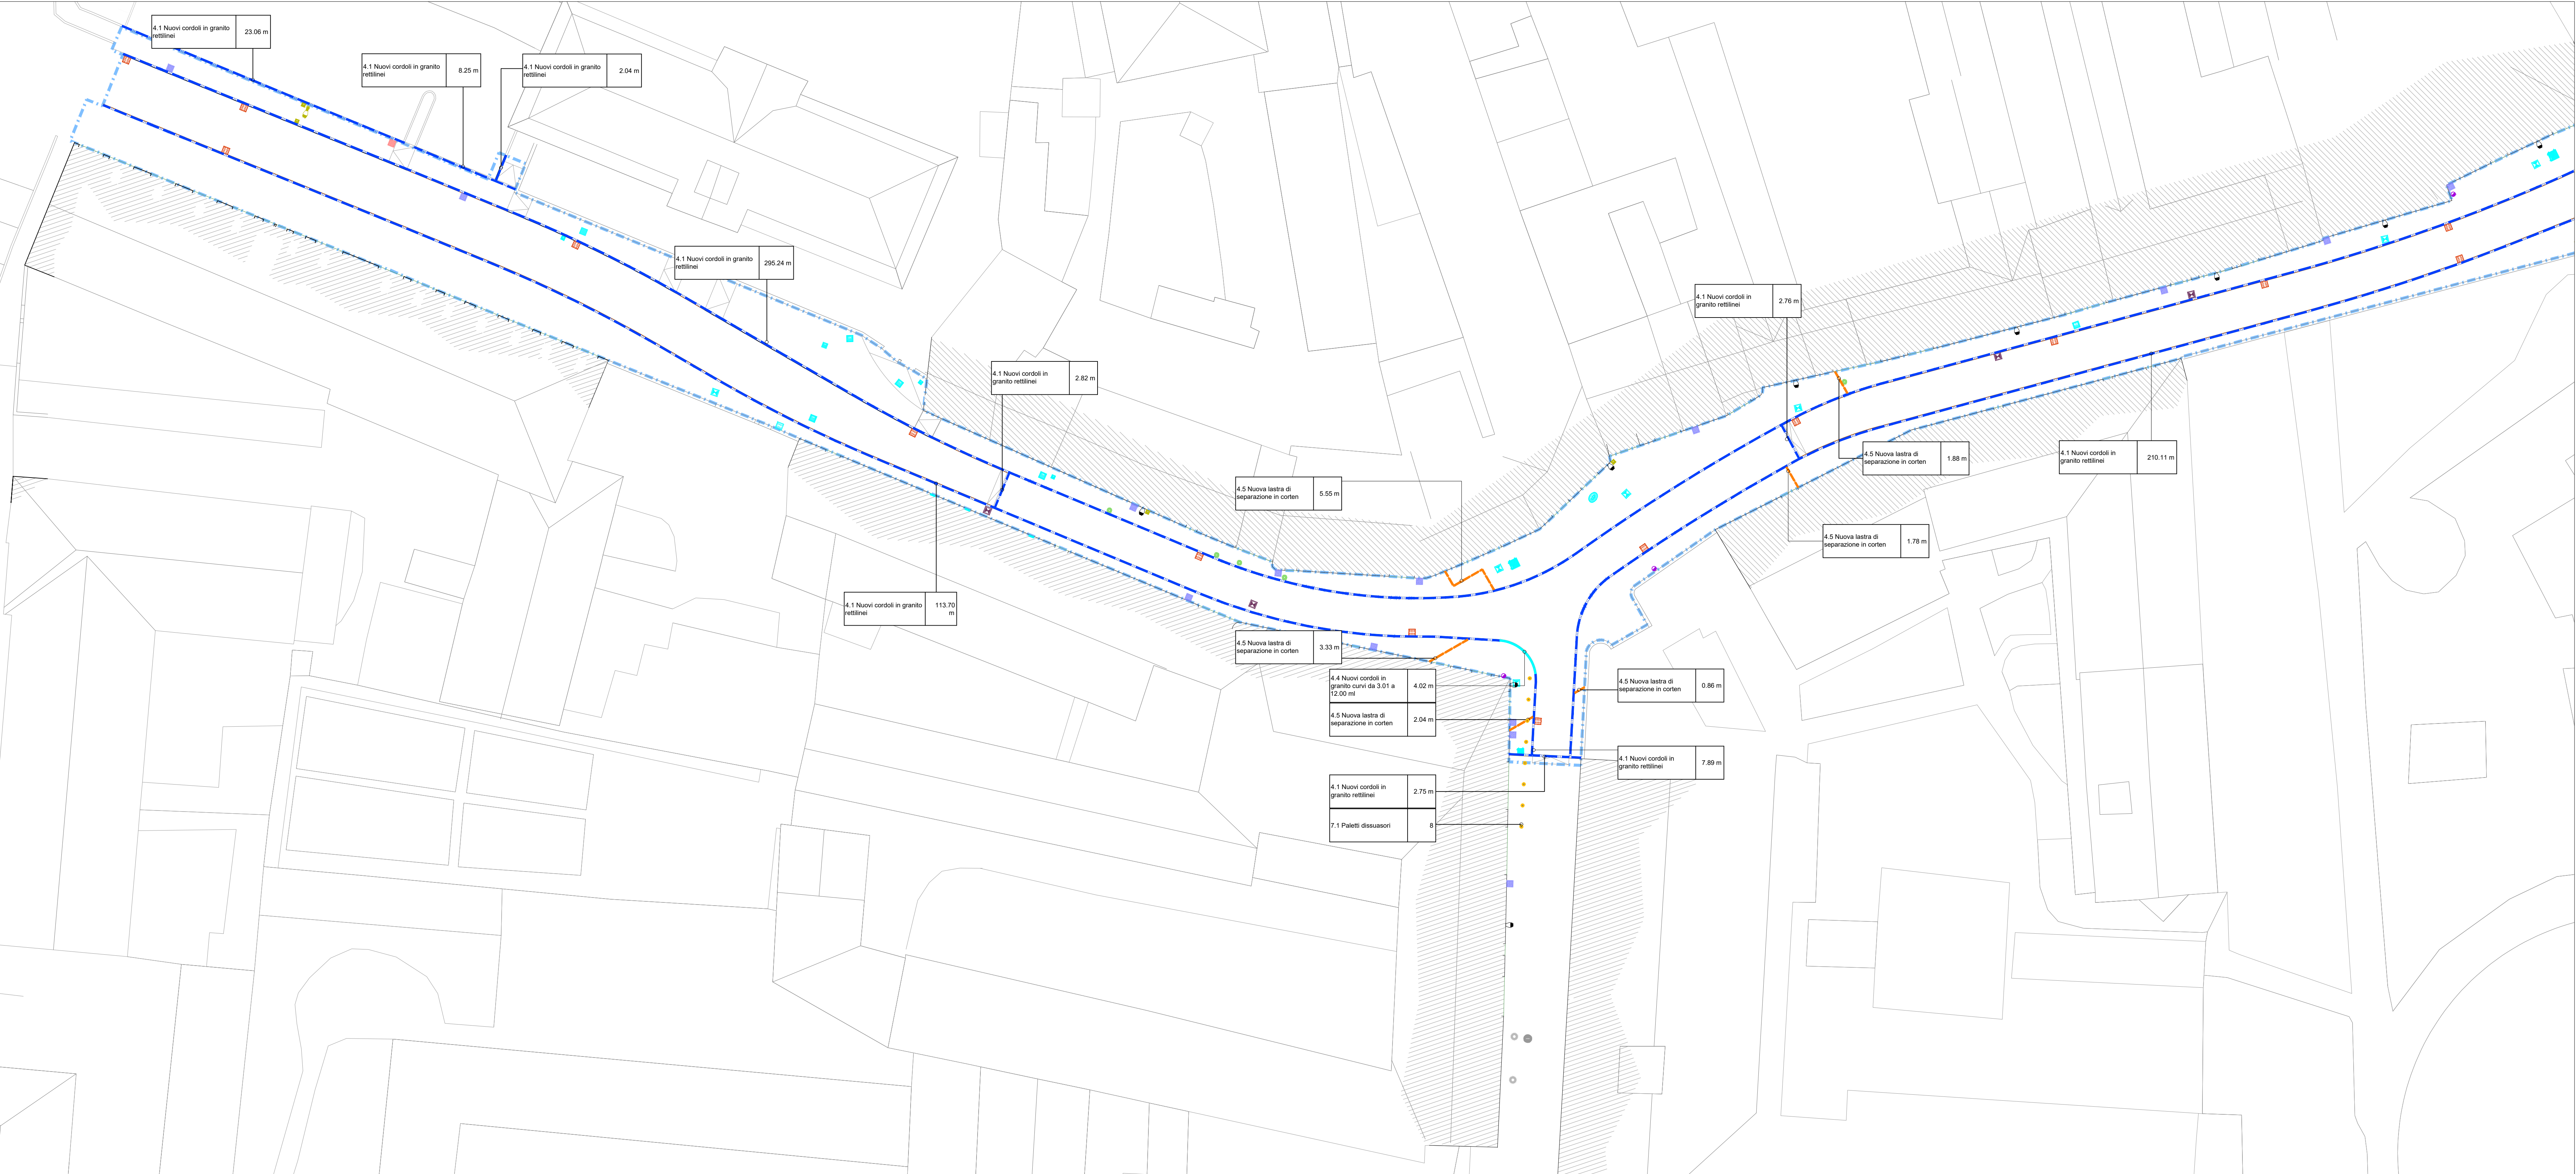 4.1 Nuovi cordoli in granito
rettilinei
23.06 m
4.1 Nuovi cordoli in granito
rettilinei
8.25 m
4.1 Nuovi cordoli in granito
rettilinei
2.04 m
4.1 Nuovi cordoli in granito
rettilinei
295.24 m
4.1 Nuovi cordoli in
granito rettilinei
2.76 m
4.1 Nuovi cordoli in
granito rettilinei
2.82 m
4.5 Nuova lastra di
separazione in corten
1.88 m
4.1 Nuovi cordoli in
granito rettilinei
210.11 m
4.5 Nuova lastra di
separazione in corten
5.55 m
4.5 Nuova lastra di
separazione in corten
1.78 m
4.1 Nuovi cordoli in granito
rettilinei
113.70
m
4.5 Nuova lastra di
separazione in corten
3.33 m
4.4 Nuovi cordoli in
granito curvi da 3.01 a
12.00 ml
4.02 m
4.5 Nuova lastra di
separazione in corten
0.86 m
4.5 Nuova lastra di
separazione in corten
2.04 m
4.1 Nuovi cordoli in
granito rettilinei
7.89 m
4.1 Nuovi cordoli in
granito rettilinei
2.75 m
7.1 Paletti dissuasori
8